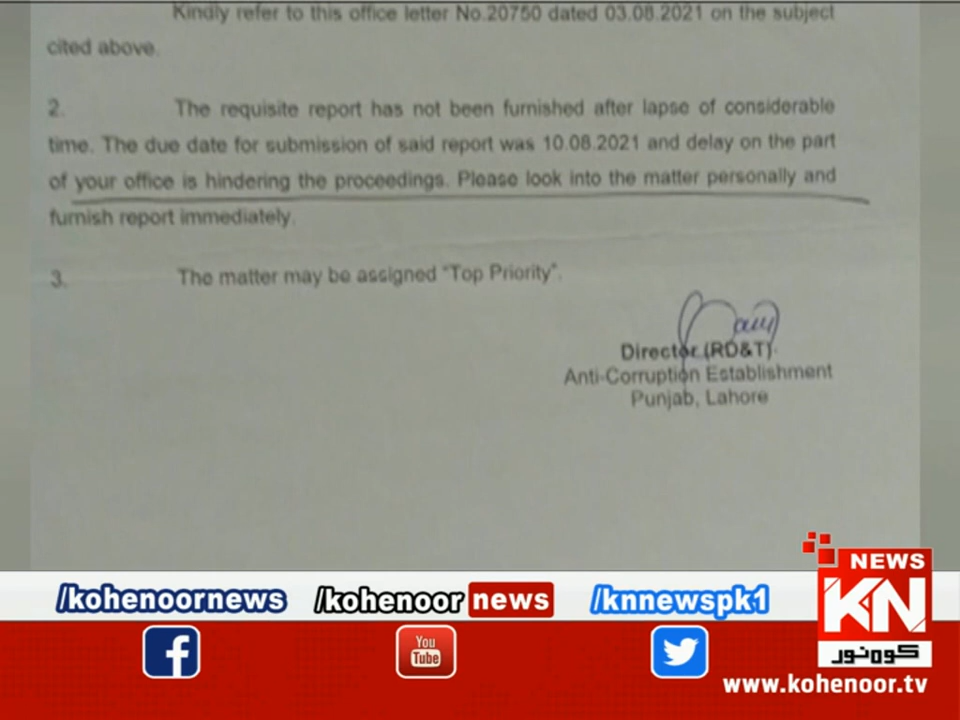 Kindly refer to this office letter No.20750 dated 03.08.2021 on the subject
cited above.
2. The requisite report has not been furnished after lapse of considerable
time. The due date for submission of said report was 10.08.2021 and delay on the part
of your office is hindering the proceedings. Please look into the matter personally and
furnish report immediately.
3. The matter may be assigned "Top Priority".
Director (RD&T)
Anti-Corruption Establishment
Punjab, Lahore
/kohenoornews
/kohenoor news
/knnewspk1
f
You
Tube
NEWS
KN
کوہ نور
www.kohenoor.tv